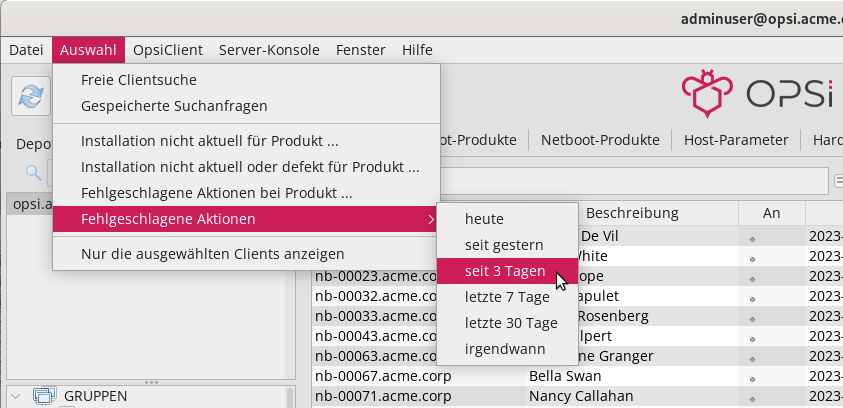 adminuser@opsi.acme.
Datei Auswahl OpsiClient Server-Konsole Fenster Hilfe
Freie Clientsuche
Gespeicherte Suchanfragen
OPSi
Installation nicht aktuell für Produkt ...
Depo
ot-Produkte Netboot-Produkte Host-Parameter Hard
Installation nicht aktuell oder defekt für Produkt ...
Fehlgeschlagene Aktionen bei Produkt ...
opsi.a
Fehlgeschlagene Aktionen
Nur die ausgewählten Clients anzeigen
heute
seit gestern
seit 3 Tagen
letzte 7 Tage
letzte 30 Tage
irgendwann
Beschreibung An
De Vil 2023-
White 2023-
nb-00023.acme.co ope 2023-
nb-00032.acme.co apulet 2023-
nb-00033.acme.co Rosenberg 2023-
nb-00043.acme.co lpert 2023-
nb-00063.acme.co ne Granger 2023-
nb-00067.acme.corp Bella Swan 2023-
nb-00071.acme.corp Nancy Callahan 2023-
GRUPPEN